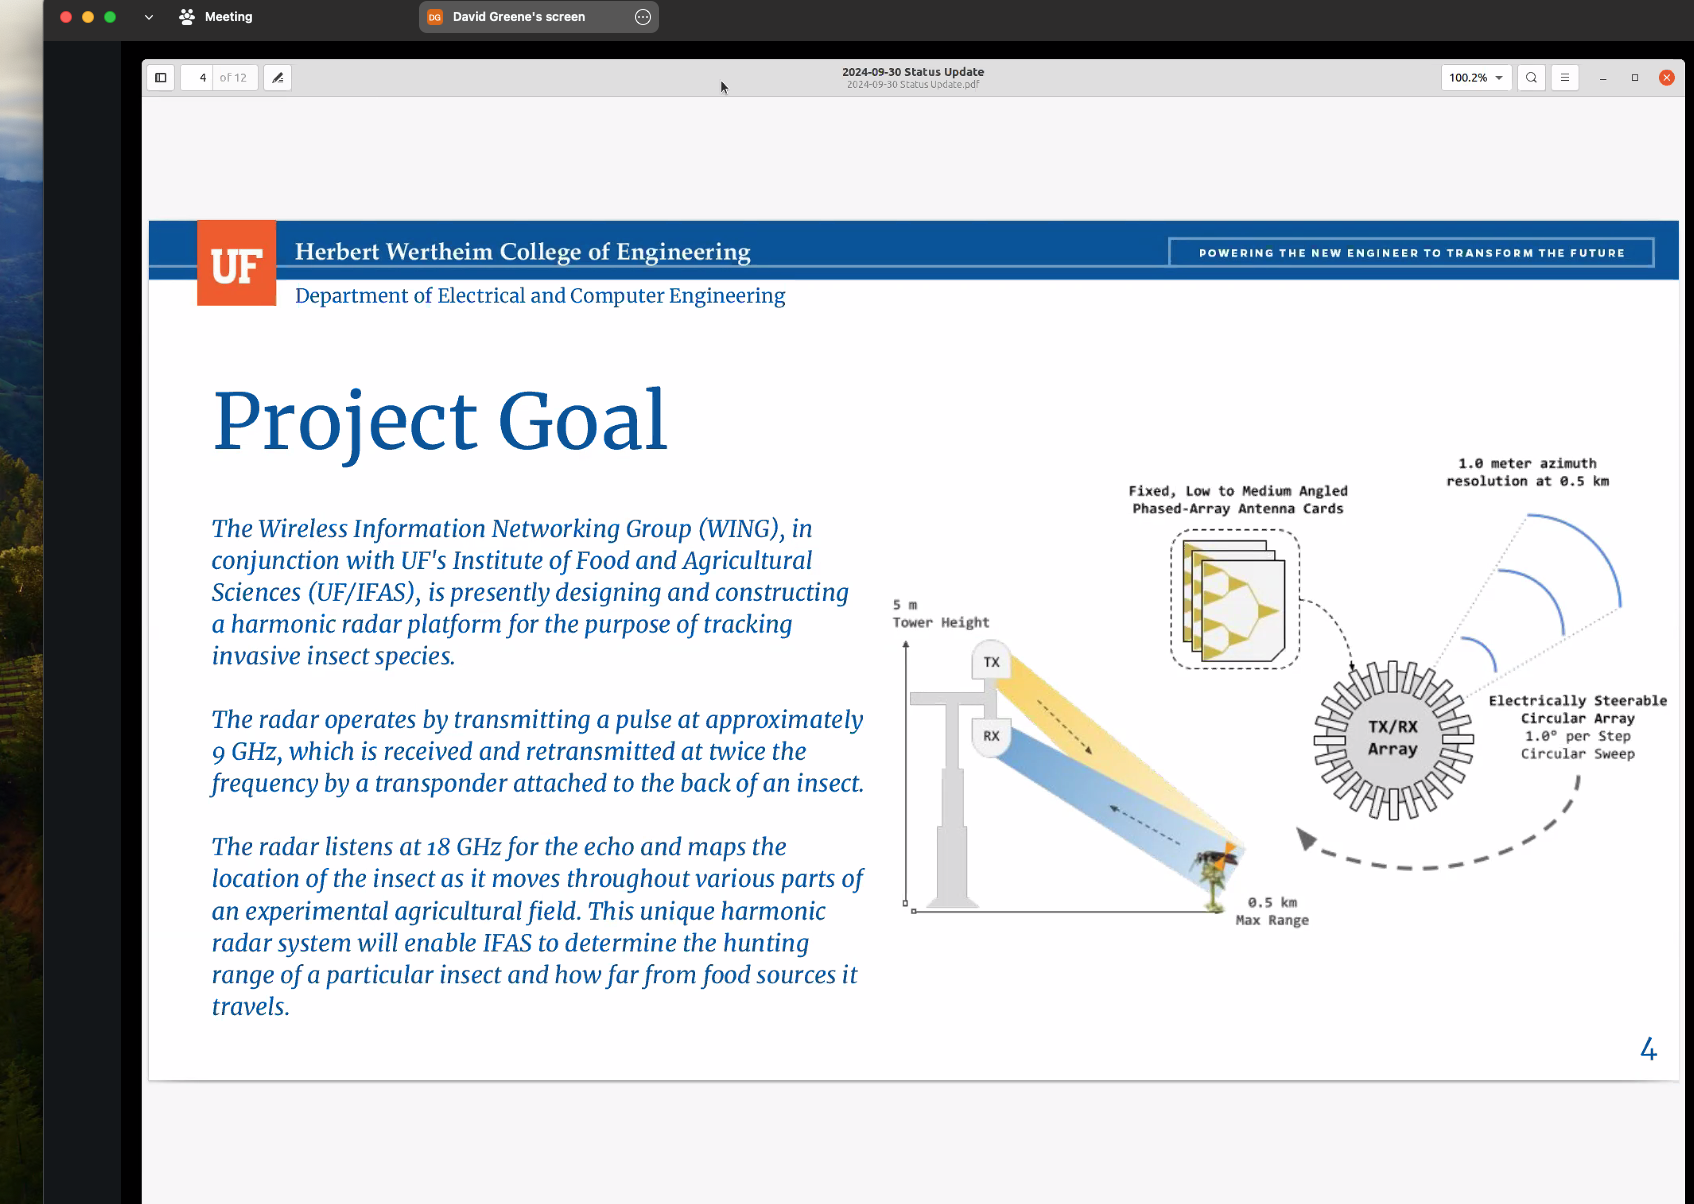 Meeting
DG David Greene's screen
4 of 12
2024-09-30 Status Update
2024-09-30 Status Update.pdf
100.2%
UF
Herbert Wertheim College of Engineering
POWERING THE NEW ENGINEER TO TRANSFORM THE FUTURE
Department of Electrical and Computer Engineering
Project Goal
The Wireless Information Networking Group (WING), in
conjunction with UF's Institute of Food and Agricultural
Sciences (UF/IFAS), is presently designing and constructing
a harmonic radar platform for the purpose of tracking
invasive insect species.
The radar operates by transmitting a pulse at approximately
9 GHz, which is received and retransmitted at twice the
frequency by a transponder attached to the back of an insect.
The radar listens at 18 GHz for the echo and maps the
location of the insect as it moves throughout various parts of
an experimental agricultural field. This unique harmonic
radar system will enable IFAS to determine the hunting
range of a particular insect and how far from food sources it
travels.
5 m
Tower Height
TX
RX
0.5 km
Max Range
Fixed, Low to Medium Angled
Phased-Array Antenna Cards
1.0 meter azimuth
resolution at 0.5 km
TX/RX
Array
Electrically Steerable
Circular Array
1.0° per Step
Circular Sweep
4